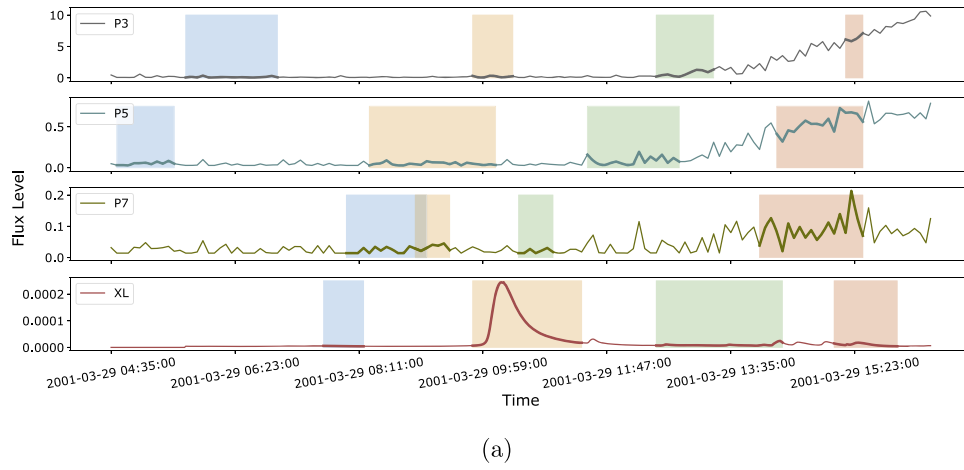 P3
10
5
0
P5
0.5
0.0
P7
0.2
0.1
0.0
XL
0.0002
0.0001
0.0000
Flux Level
2001-03-29 04:35:00
2001-03-29 06:23:00
2001-03-29 08:11:00
2001-03-29 09:59:00
2001-03-29 11:47:00
2001-03-29 13:35:00
2001-03-29 15:23:00
Time
(a)